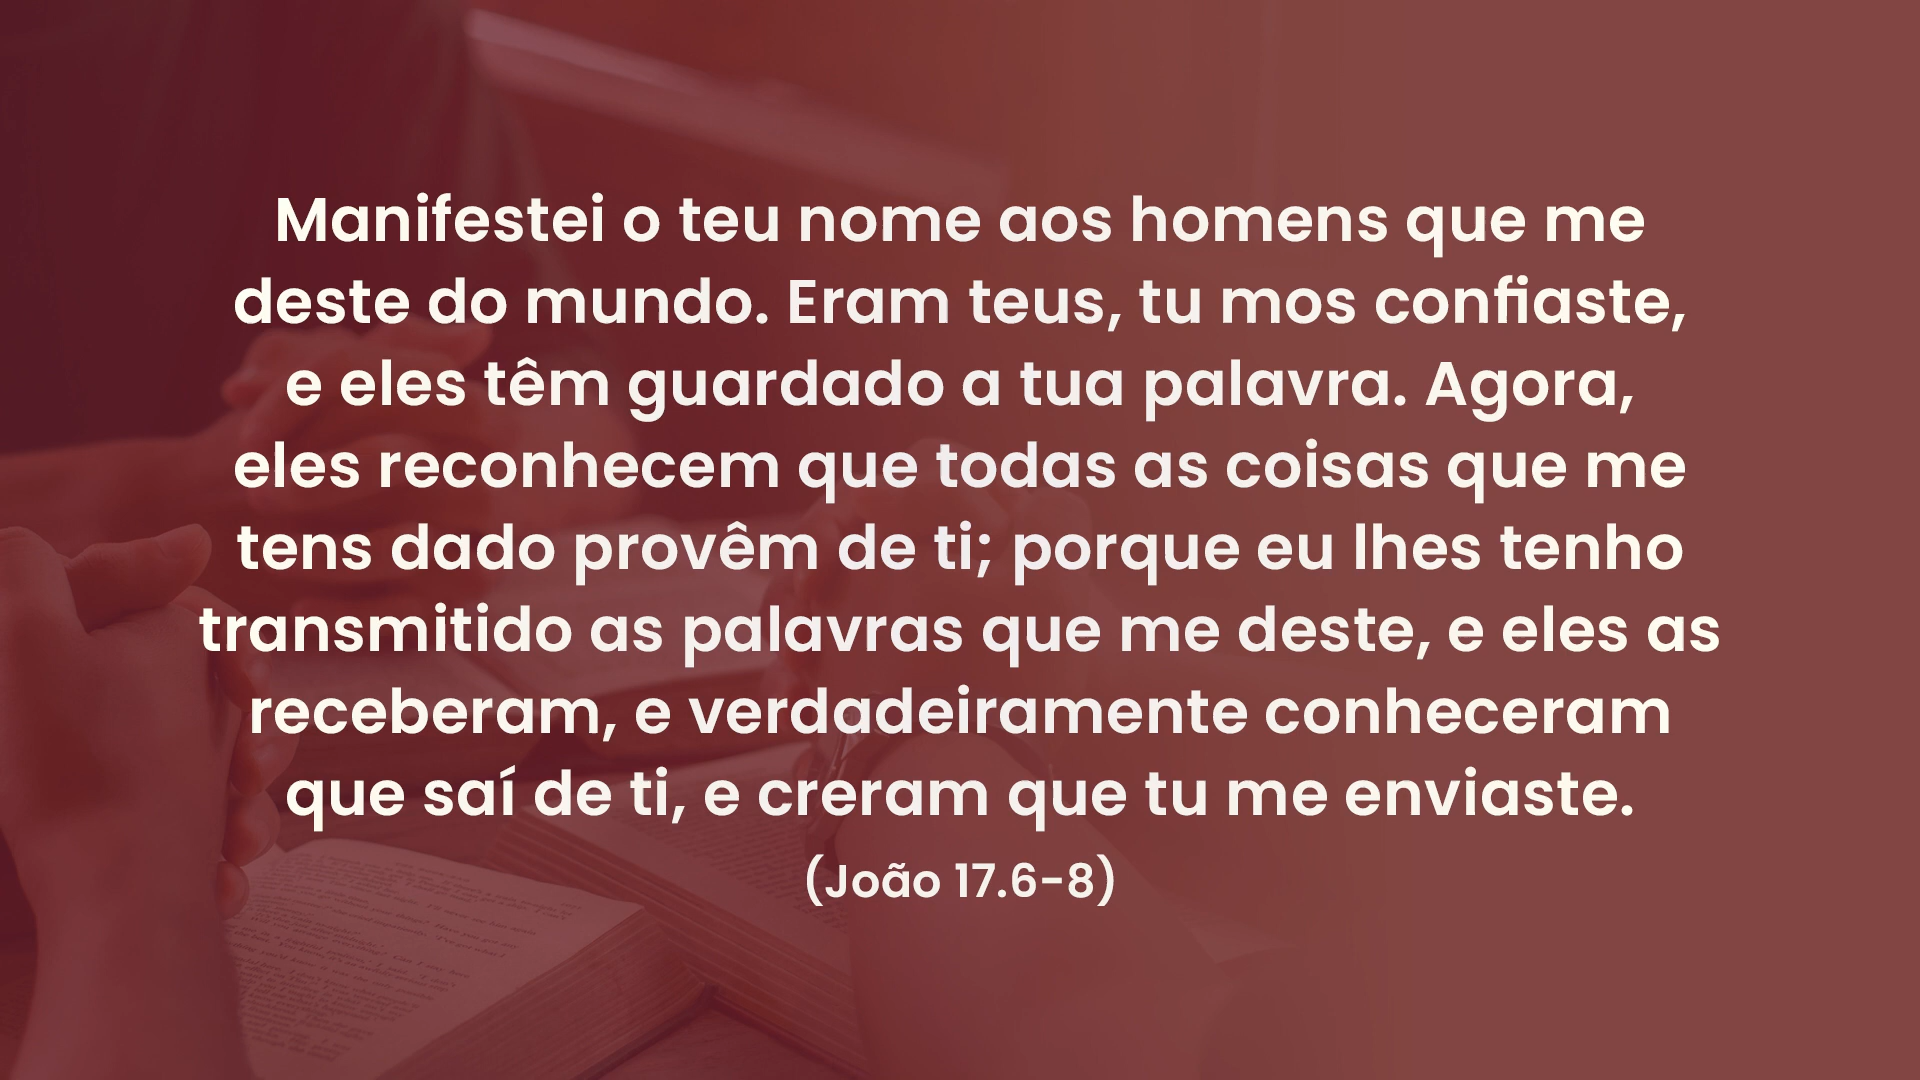 Manifestei o teu nome aos homens que me
deste do mundo. Eram teus, tu mos confiaste,
e eles têm guardado a tua palavra. Agora,
eles reconhecem que todas as coisas que me
tens dado provêm de ti; porque eu lhes tenho
transmitido as palavras que me deste, e eles as
receberam, e verdadeiramente conheceram
que saí de ti, e creram que tu me enviaste.
(João 17.6-8)